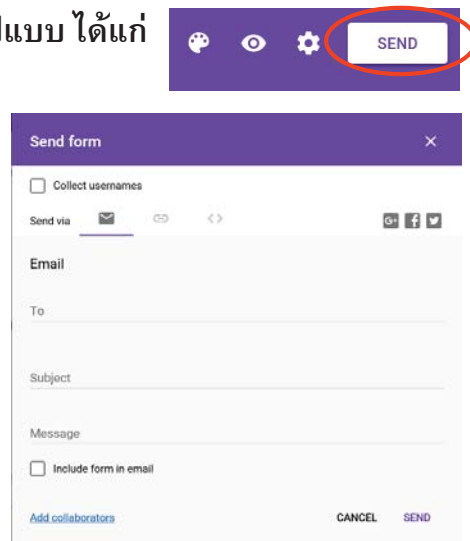 แบบ ได้แก่
SEND
Send form
Collect usernames
Send via
Email
To
Subject
Message
Include form in email
Add collaborators CANCEL SEND